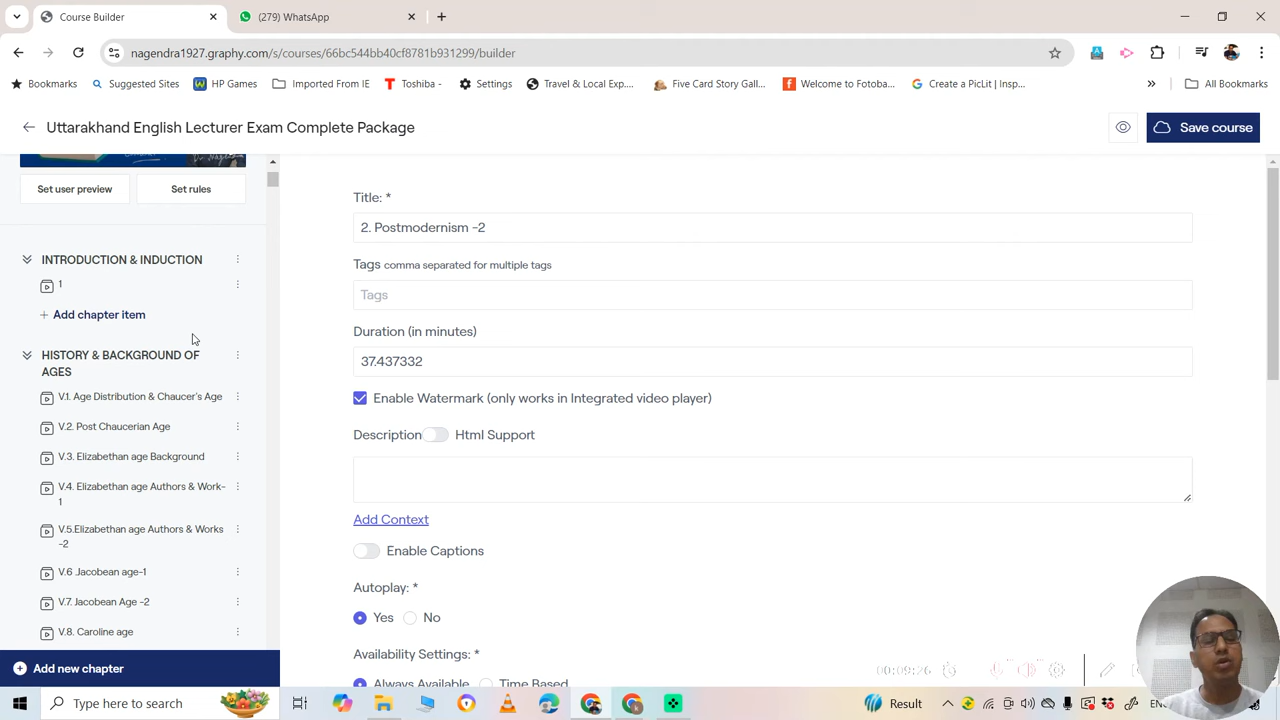 Course Builder
(279) WhatsApp
nagendra1927.graphy.com/s/courses/66bc544bb40cf8781b931299/builder
Bookmarks
Suggested Sites
HP Games
Imported From IE
Toshiba -
Settings
Travel & Local Exp...
Five Card Story Gall...
Welcome to Fotoba...
Create a PicLit | Insp...
All Bookmarks
Uttarakhand English Lecturer Exam Complete Package
Save course
Set user preview
Set rules
INTRODUCTION & INDUCTION
1
+ Add chapter item
HISTORY & BACKGROUND OF
AGES
V.1. Age Distribution & Chaucer's Age
V.2. Post Chaucerian Age
V.3. Elizabethan age Background
V.4. Elizabethan age Authors & Work-
1
V.5.Elizabethan age Authors & Works
-2
V.6 .Jacobean age-1
V.7. Jacobean Age -2
V.8. Caroline age
Add new chapter
Title: *
2. Postmodernism -2
Tags comma separated for multiple tags
Tags
Duration (in minutes)
37.437332
Enable Watermark (only works in Integrated video player)
Description Html Support
Add Context
Enable Captions
Autoplay: *
Yes No
Availability Settings: *
Always Available Time Based
00:09:26
Type here to search
Result